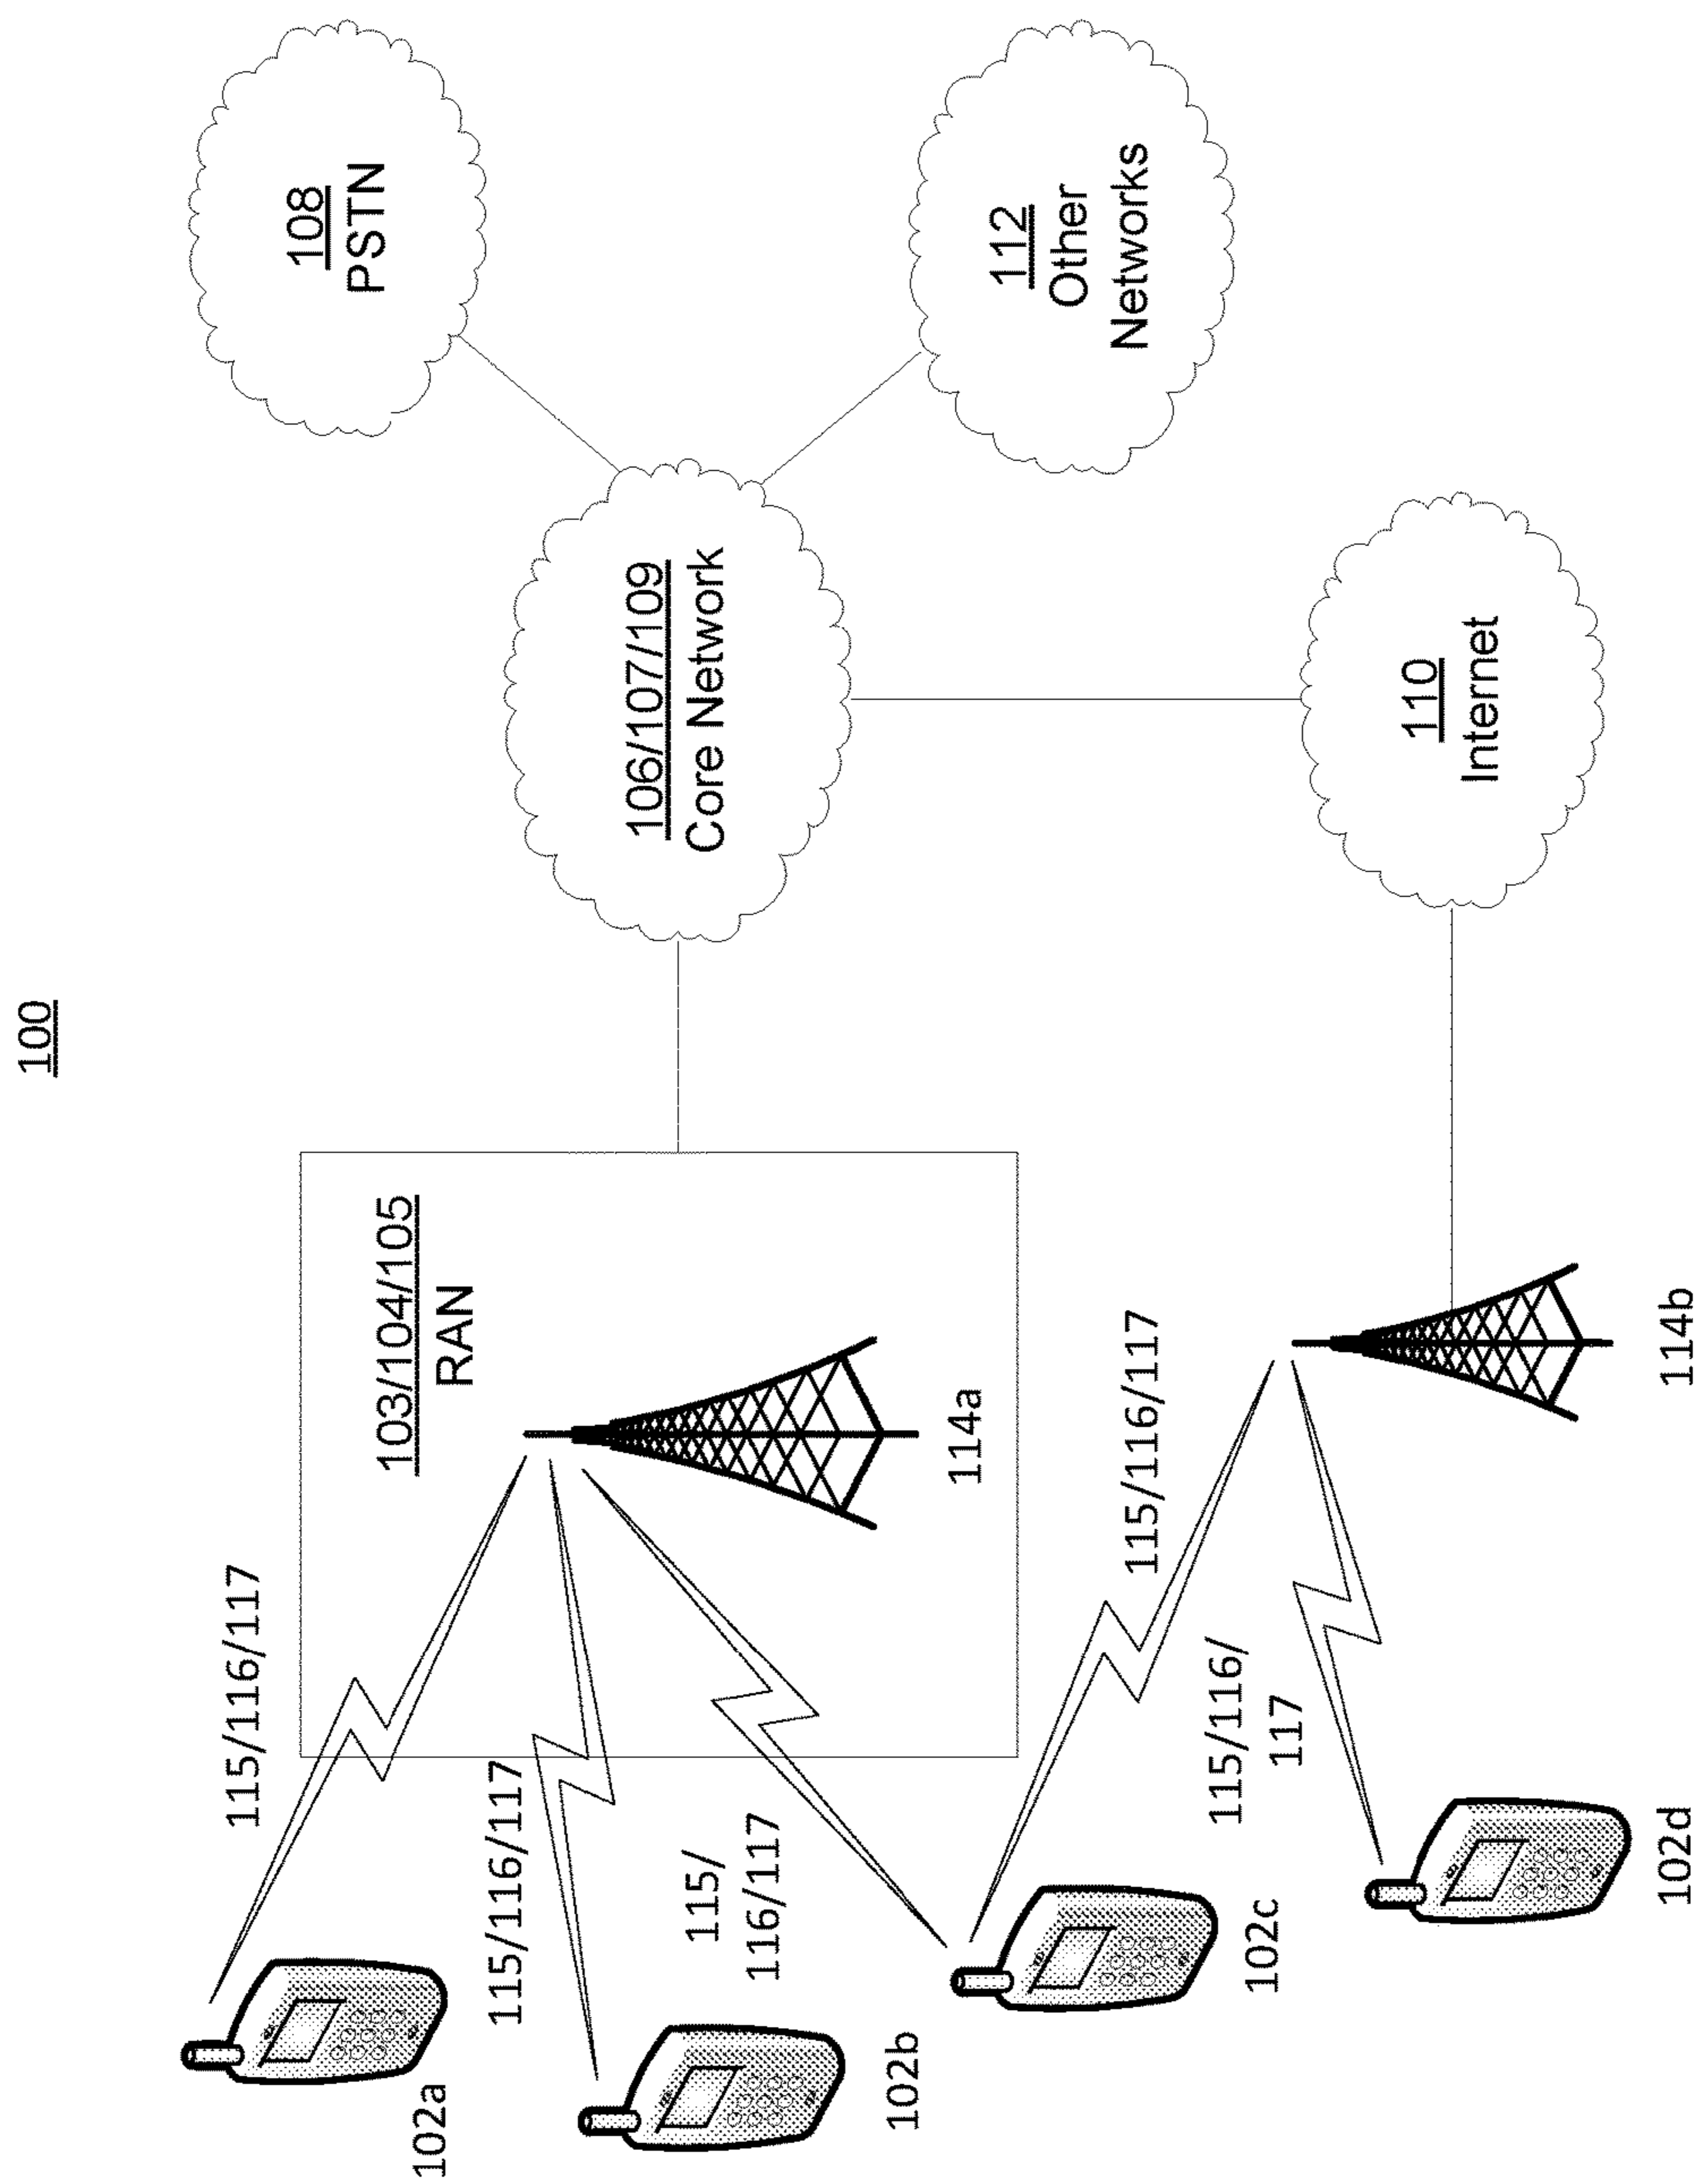 100
102a
115/116/117
103/104/105
RAN
114a
102b
115/116/117
115/
116/117
102c
115/116/117
115/116/
117
102d
114b
106/107/109
Core Network
108
PSTN
112
Other
Networks
110
Internet